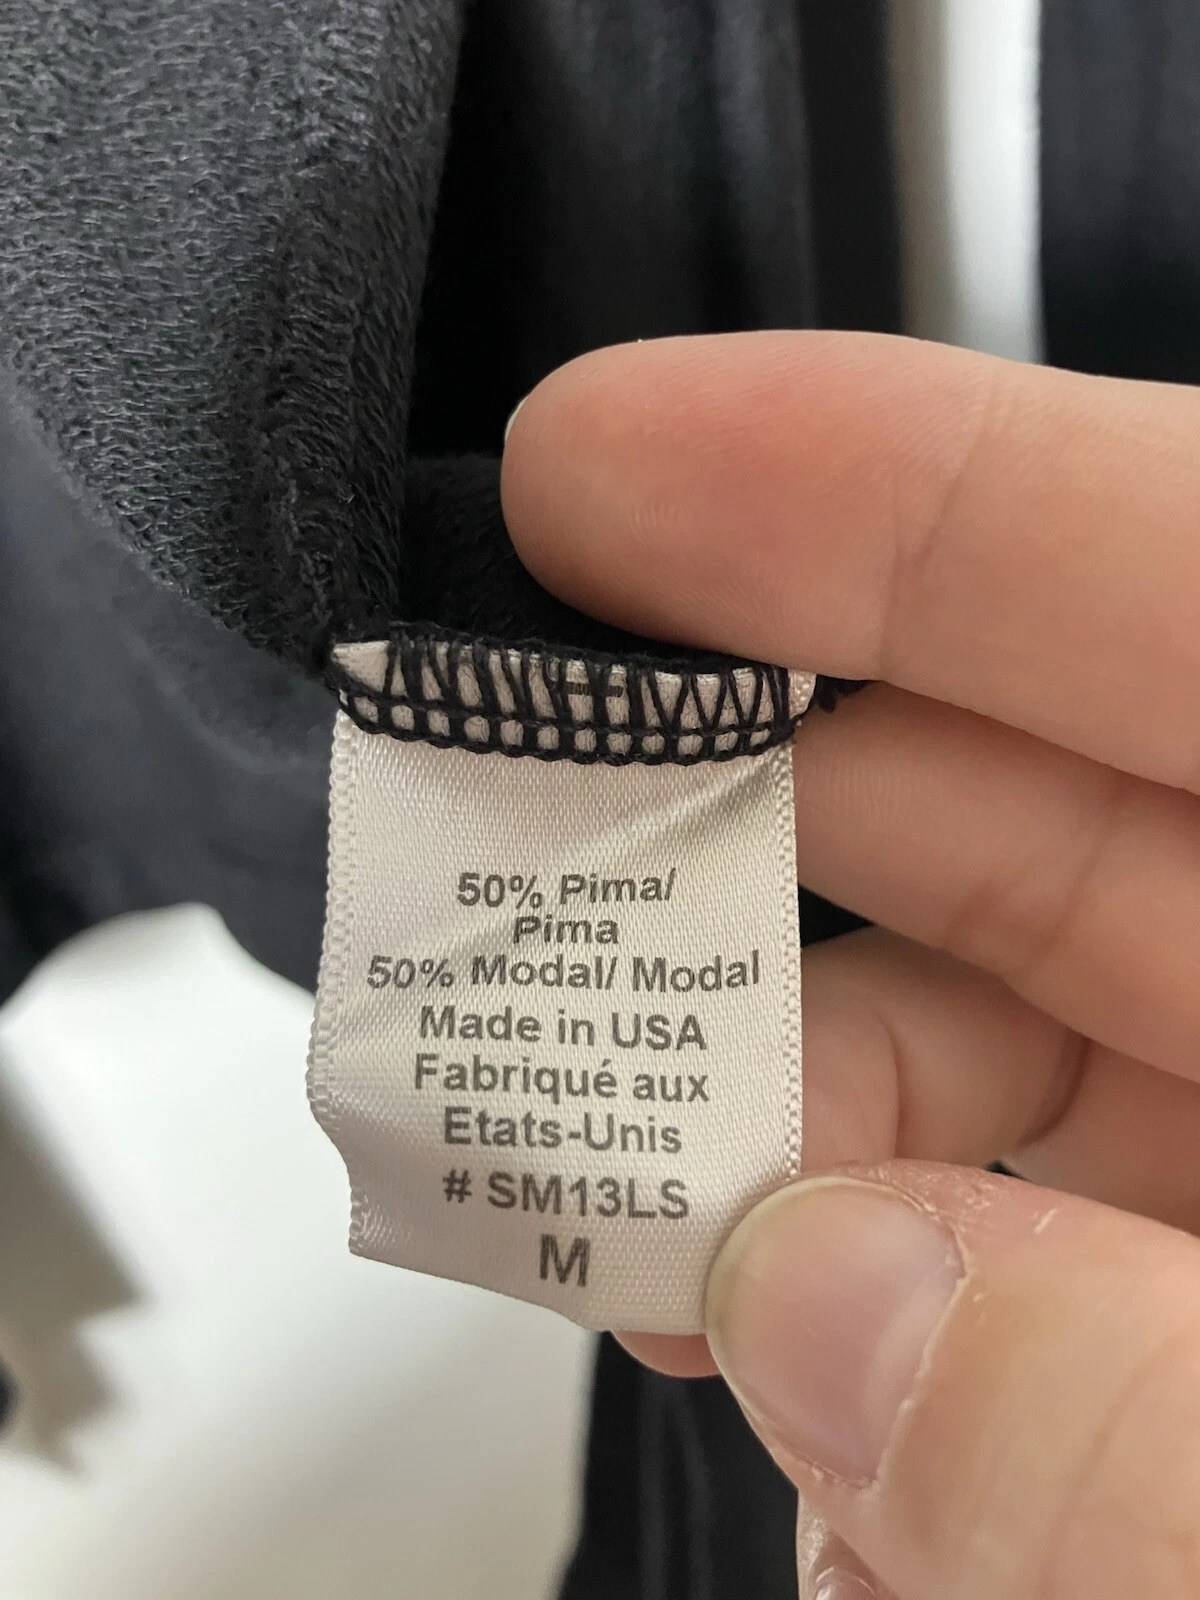 50% Pima/
Pima
50% Modal/ Modal
Made in USA
Fabriqué aux
Etats-Unis
# SM13LS
M